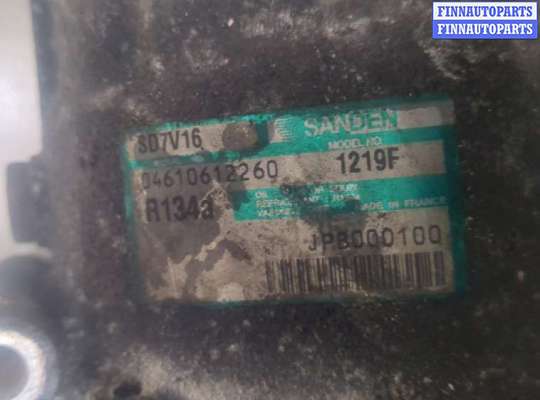 FINNAUTOPARTS
FINNAUTOPARTS
SD7V16
SANDEN
MODEL NO.
04610612260
1219F
R134a
MADE IN FRANCE
JPB000100